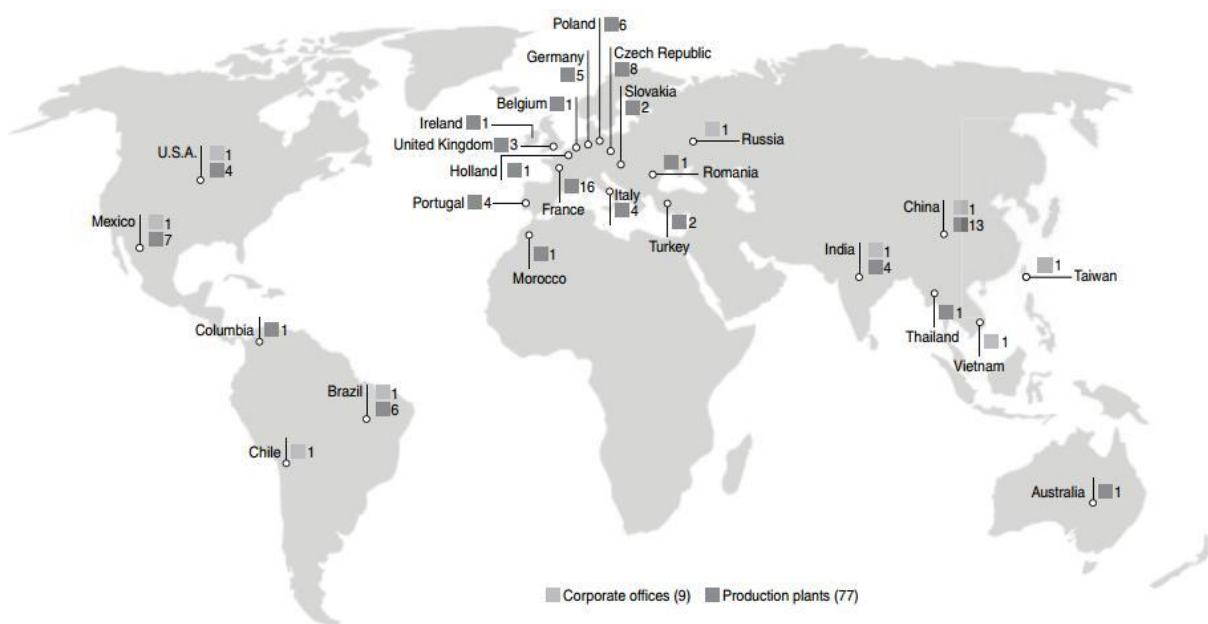 Poland 6
Germany 5
Czech Republic 8
Slovakia 2
Belgium 1
Ireland 1
United Kingdom 3
Holland 1
U.S.A. 1
4
1 Russia
1 Romania
France 16
Italy 4
Portugal 4
Turkey 2
Mexico 1
7
Morocco 1
China 1
13
India 1
4
1 Taiwan
Thailand 1
Vietnam 1
Columbia 1
Brazil 1
6
Chile 1
Australia 1
Corporate offices (9) Production plants (77)